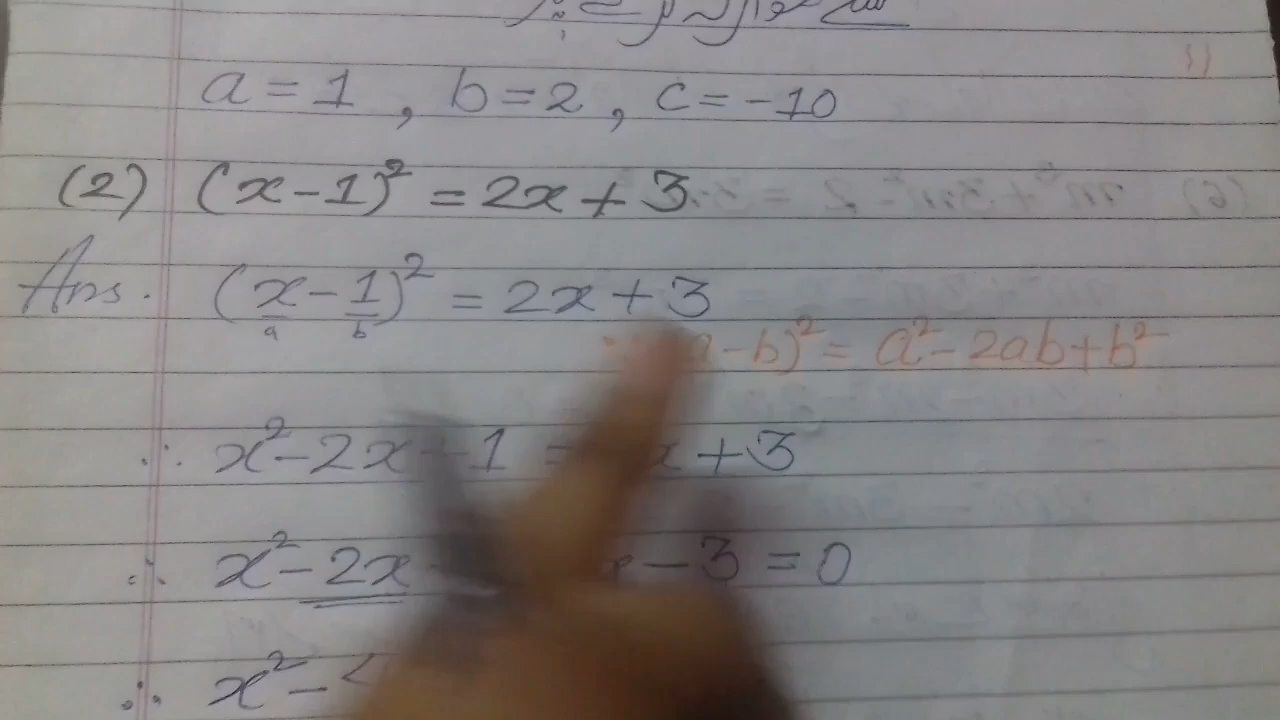 a = 1 , b = 2 , c = -10
(2) (x - 1)² = 2x + 3
Ans. (x - 1)² = 2x + 3
a b
- b)² = a² - 2ab + b²
∴ x² - 2x 1 = x + 3
∴ x² - 2x - 3 = 0
∴ x² -